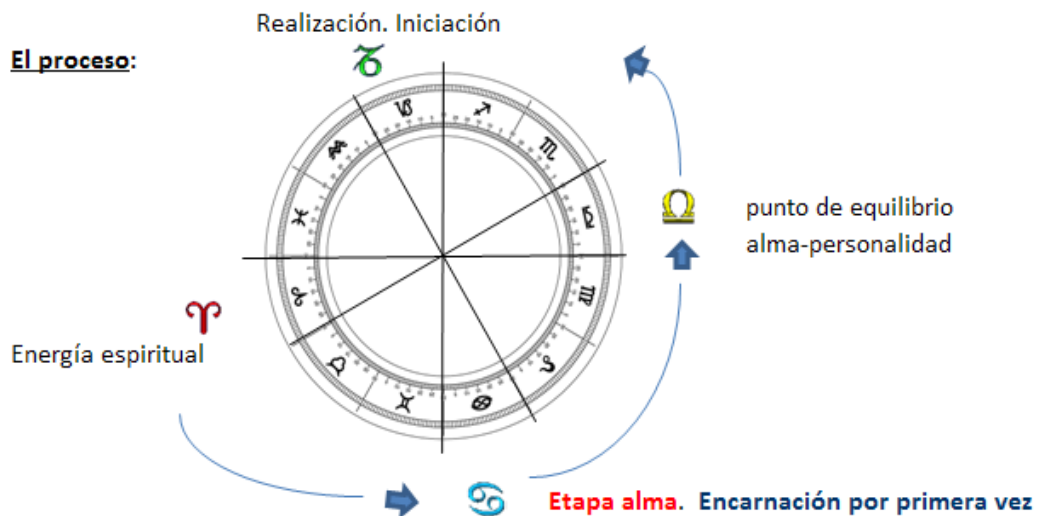 Realización. Iniciación
El proceso:
punto de equilibrio
alma-personalidad
Energía espiritual
Etapa alma. Encarnación por primera vez